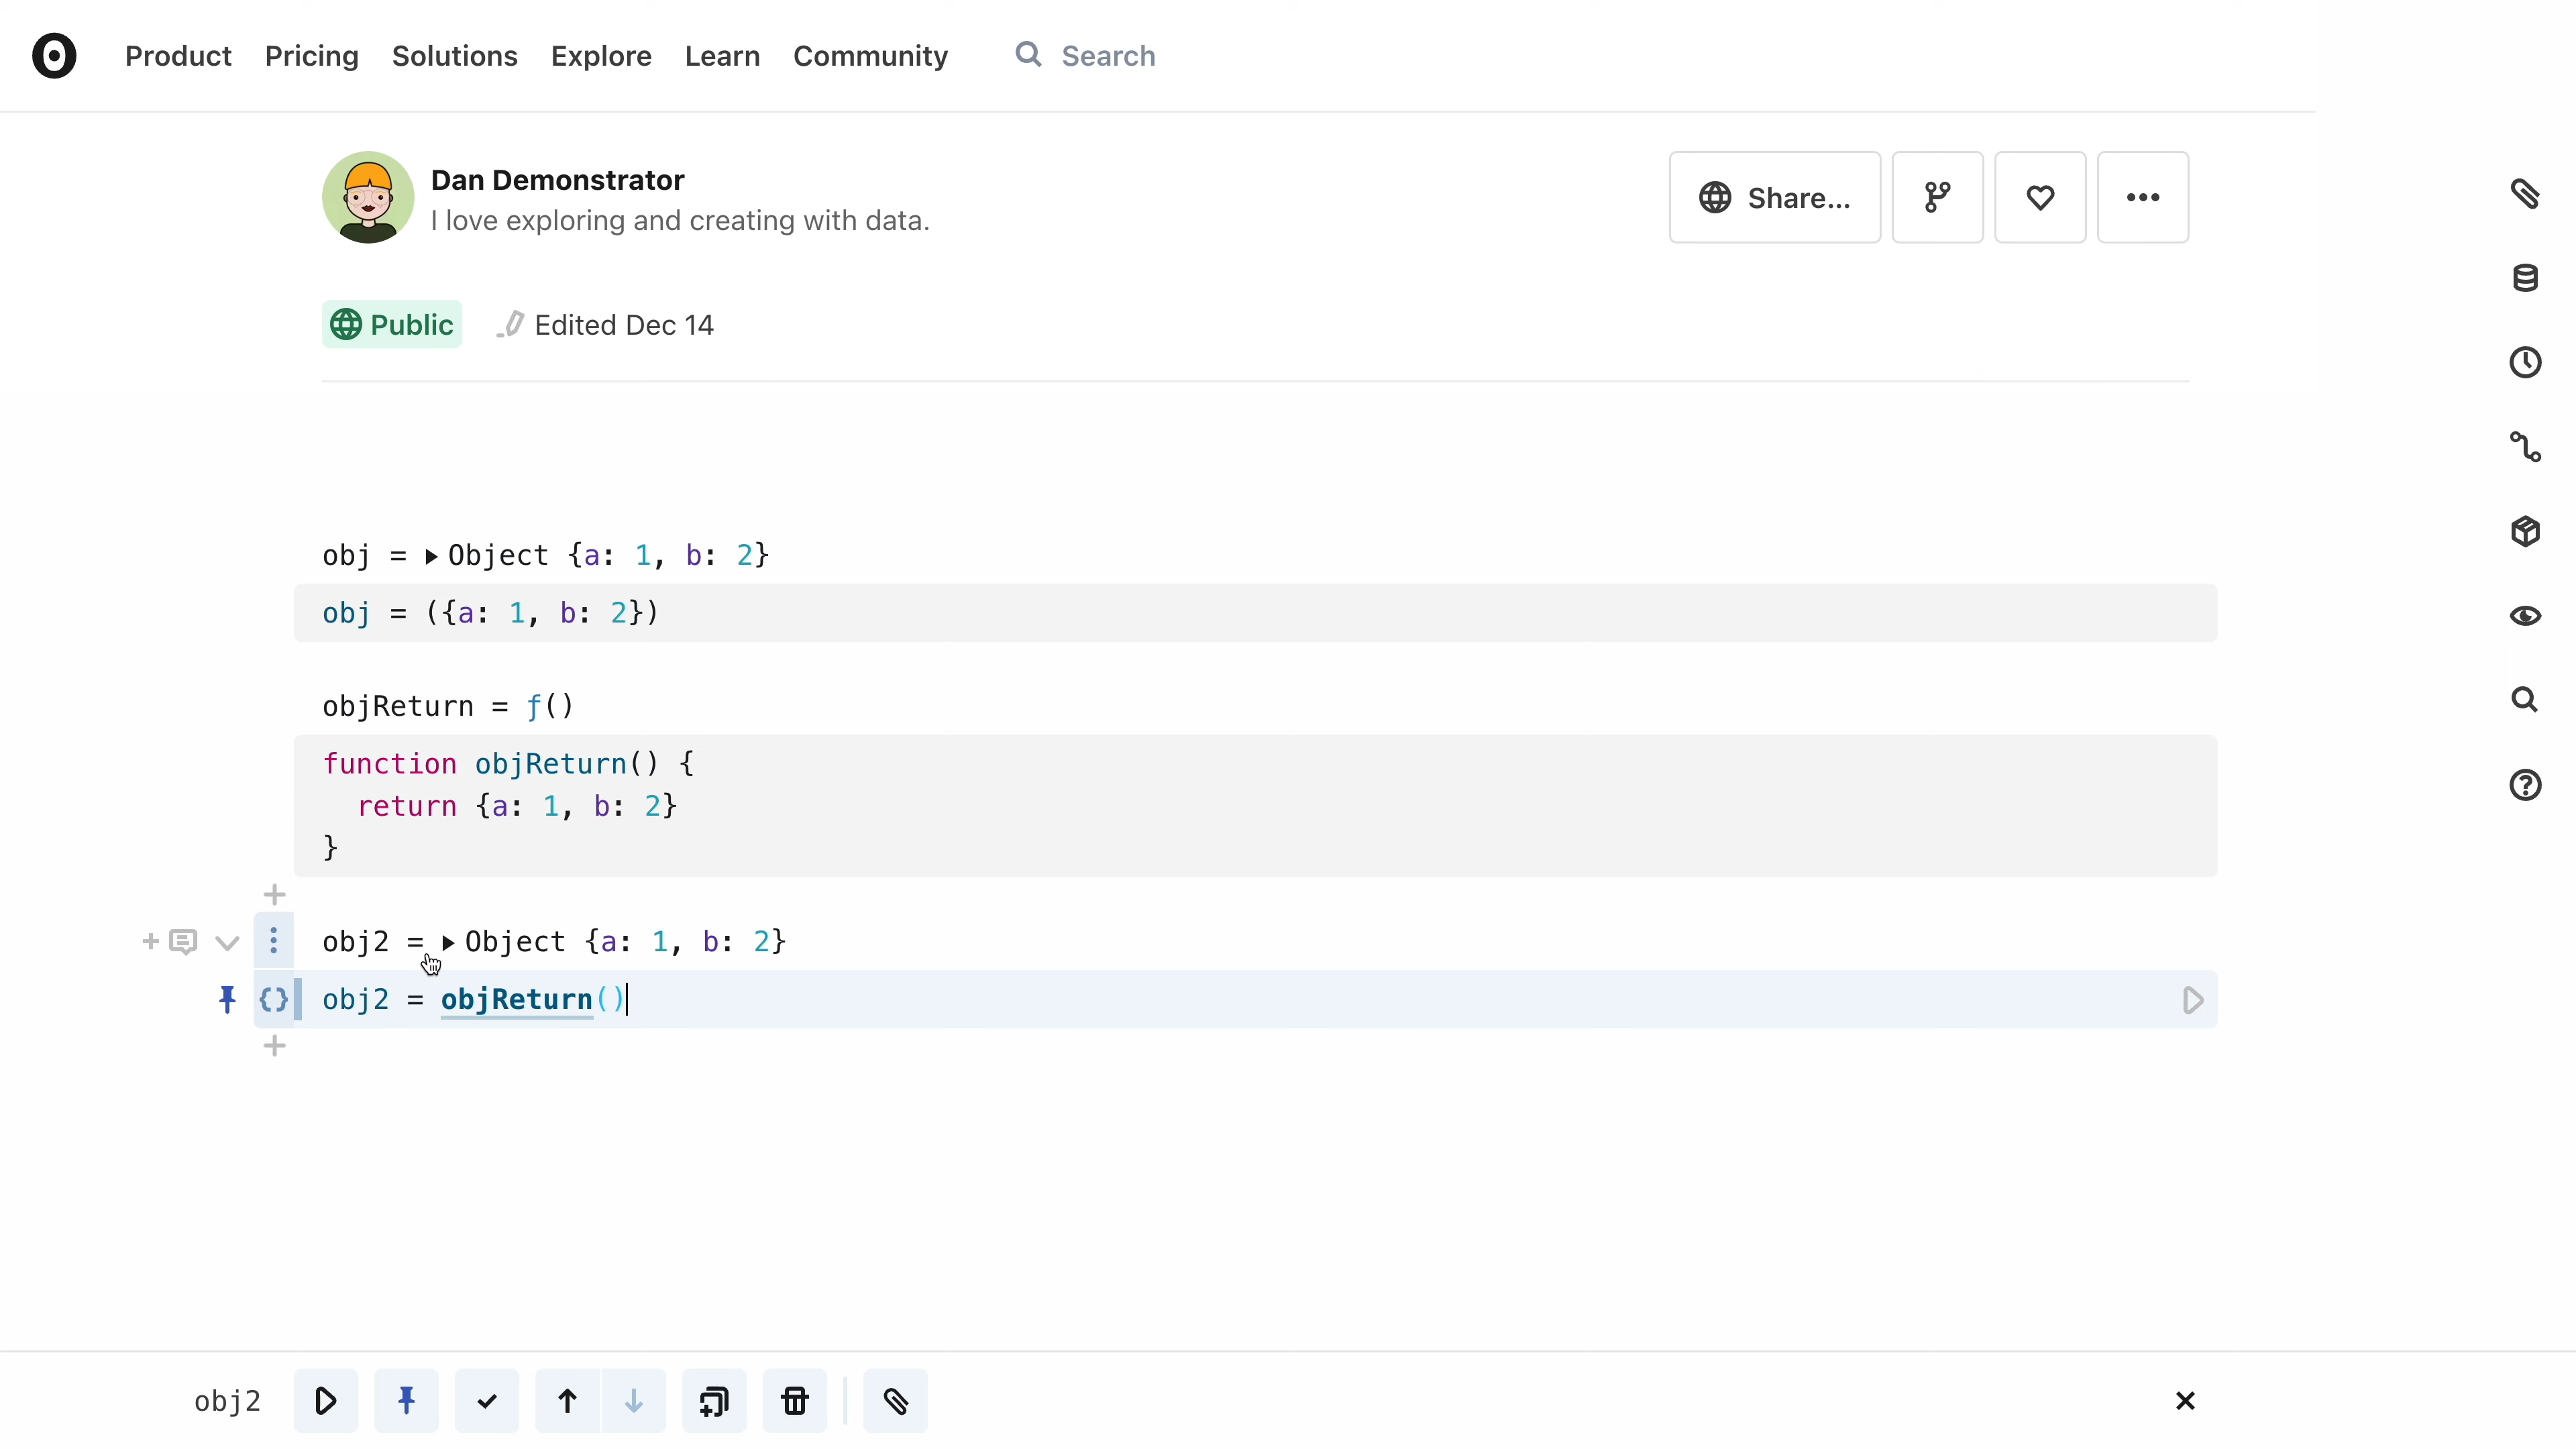 Product Pricing Solutions Explore Learn Community Search
Dan Demonstrator
I love exploring and creating with data.
Share...
Public Edited Dec 14
obj = ▸Object {a: 1, b: 2}
obj = ({a: 1, b: 2})
objReturn = ƒ()
function objReturn() {
return {a: 1, b: 2}
}
obj2 = ▸Object {a: 1, b: 2}
{} obj2 = objReturn()
obj2